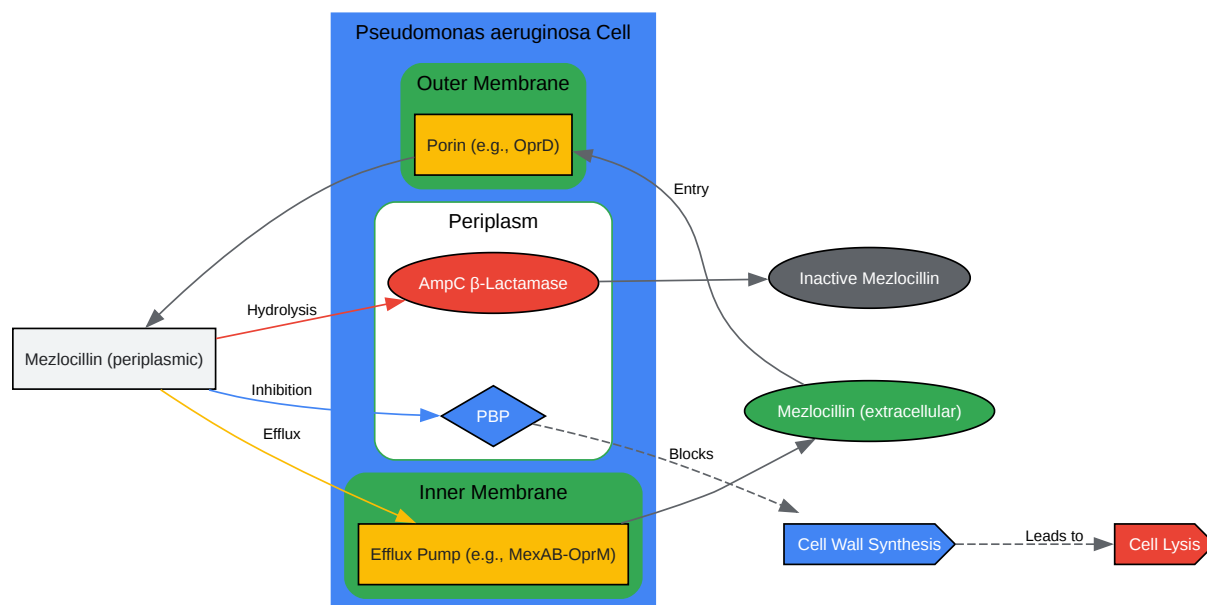 Pseudomonas aeruginosa Cell
Outer Membrane
Porin (e.g., OprD)
Entry
Periplasm
AmpC β-Lactamase
Inactive Mezlocillin
Hydrolysis
Mezlocillin (periplasmic)
Inhibition
PBP
Mezlocillin (extracellular)
Efflux
Blocks
Inner Membrane
Efflux Pump (e.g., MexAB-OprM)
Cell Wall Synthesis
Leads to
Cell Lysis